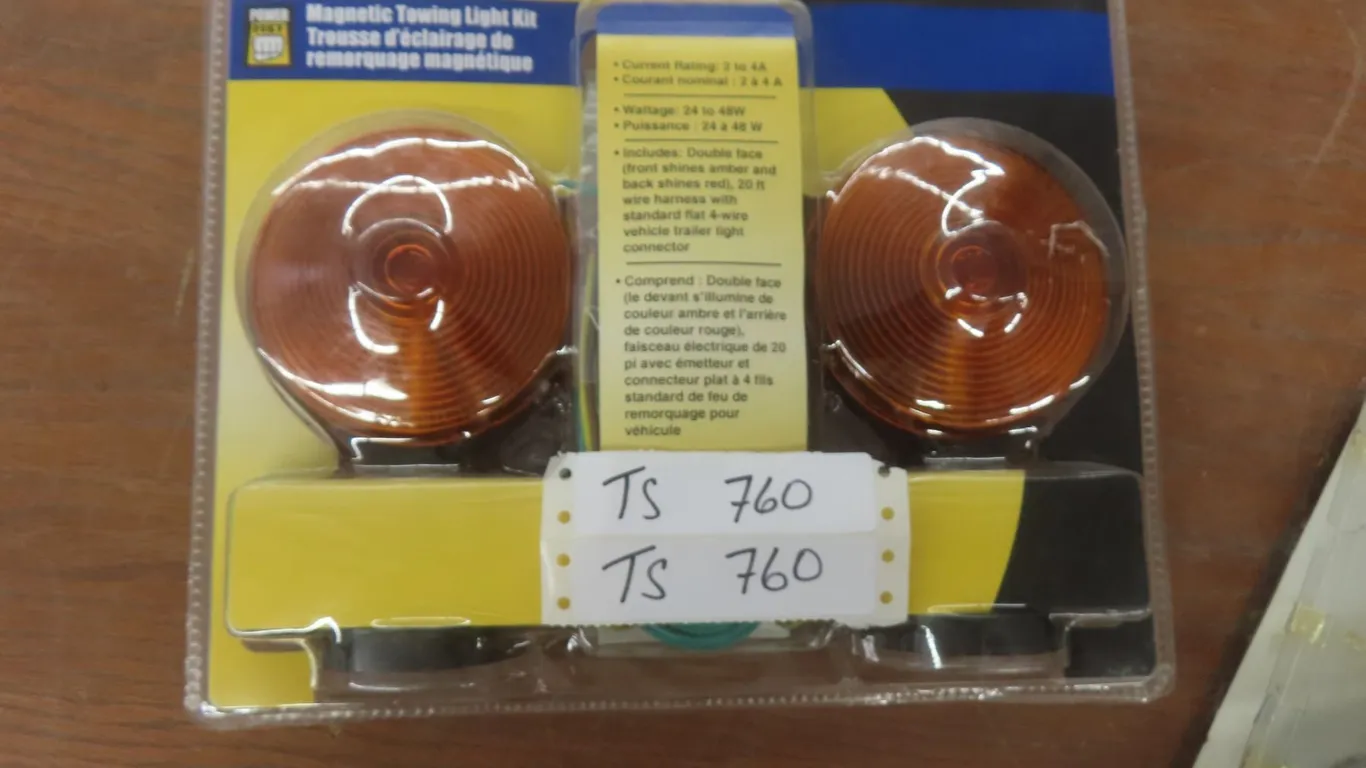 POWER
FIST
Magnetic Towing Light Kit
Trousse d'éclairage de
remorquage magnétique
• Current Rating: 2 to 4A
• Courant nominal : 2 à 4 A
• Wattage: 24 to 48W
• Puissance : 24 à 48 W
• Includes: Double face
(front shines amber and
back shines red), 20 ft
wire harness with
standard flat 4-wire
vehicle trailer light
connector
• Comprend : Double face
(le devant s'illumine de
couleur ambre et l'arrière
de couleur rouge),
faisceau électrique de 20
pi avec émetteur et
connecteur plat à 4 fils
standard de feu de
remorquage pour
véhicule
TS 760
TS 760